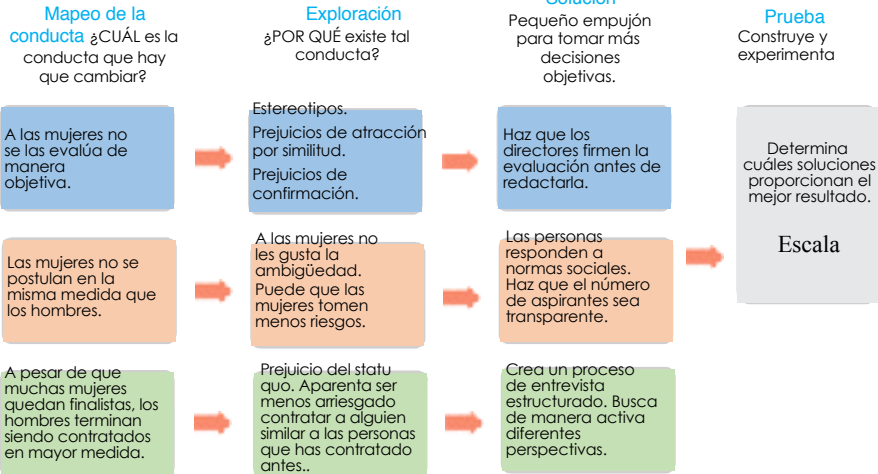 Mapeo de la
conducta ¿CUÁL es la
conducta que hay
que cambiar?
Exploración
¿POR QUÉ existe tal
conducta?
Solución
Pequeño empujón
para tomar más
decisiones
objetivas.
Prueba
Construye y
experimenta
A las mujeres no
se las evalúa de
manera
objetiva.
Estereotipos.
Prejuicios de atracción
por similitud.
Prejuicios de
confirmación.
Haz que los
directores firmen la
evaluación antes de
redactarla.
Las mujeres no se
postulan en la
misma medida que
los hombres.
A las mujeres no
les gusta la
ambigüedad.
Puede que las
mujeres tomen
menos riesgos.
Las personas
responden a
normas sociales.
Haz que el número
de aspirantes sea
transparente.
A pesar de que
muchas mujeres
quedan finalistas, los
hombres terminan
siendo contratados
en mayor medida.
Prejuicio del statu
quo. Aparenta ser
menos arriesgado
contratar a alguien
similar a las personas
que has contratado
antes..
Crea un proceso
de entrevista
estructurado. Busca
de manera activa
diferentes
perspectivas.
Determina
cuáles soluciones
proporcionan el
mejor resultado.
Escala